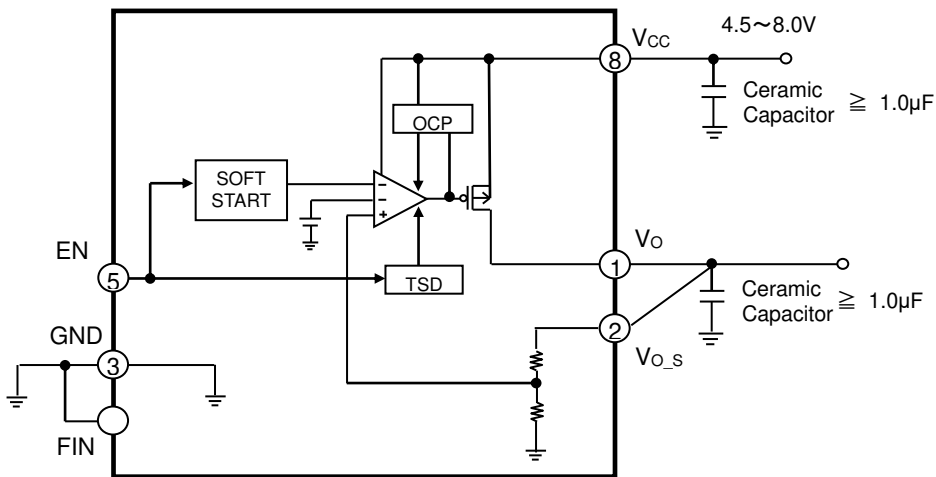 4.5～8.0V
VCC
8
Ceramic
Capacitor ≧ 1.0µF
OCP
SOFT
START
−
−
+
VO
EN
1
5
TSD
Ceramic
Capacitor ≧ 1.0µF
GND
2
3
VO_S
FIN